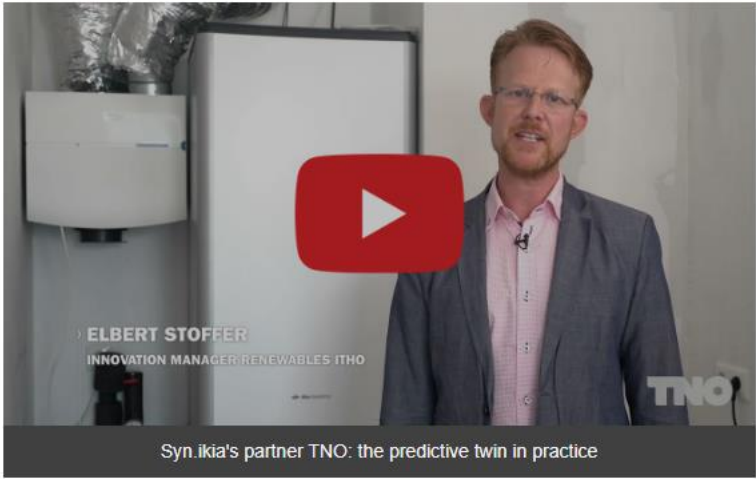 ELBERT STOFFER
INNOVATION MANAGER RENEWABLES ITHO
TNO
Syn.ikia's partner TNO: the predictive twin in practice